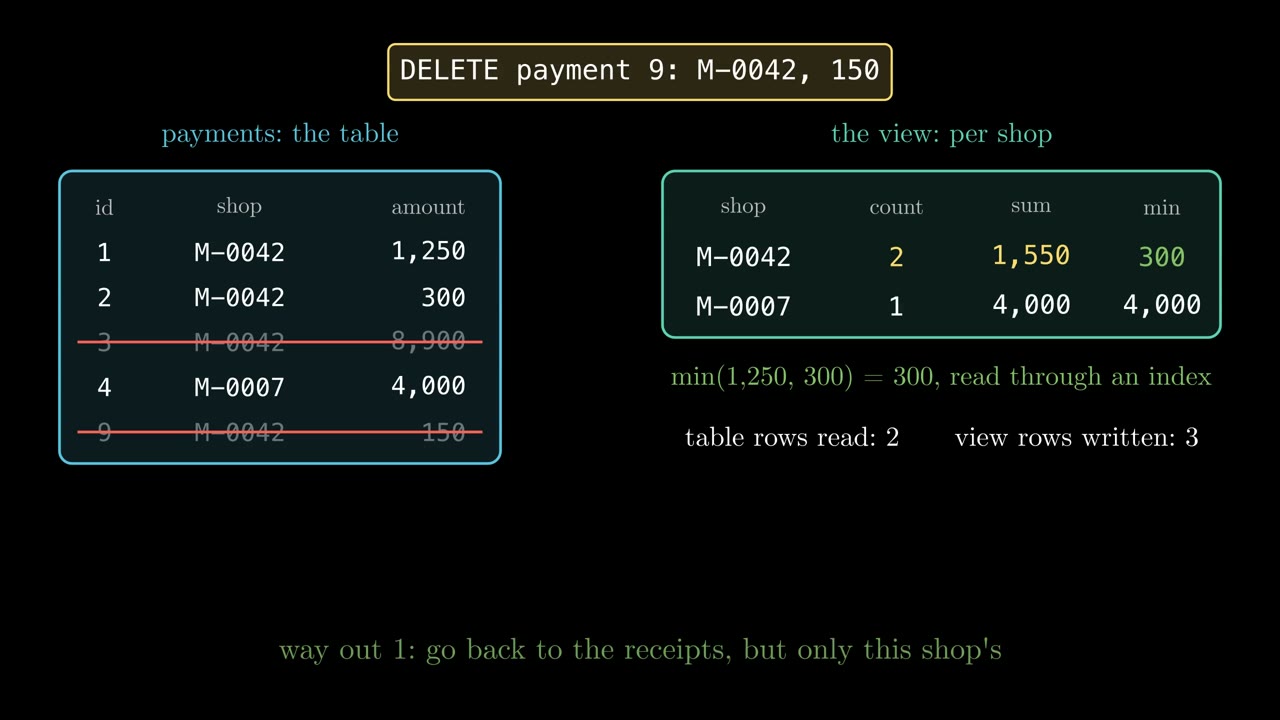 DELETE payment 9: M-0042, 150
payments: the table
id shop amount
1 M-0042 1,250
2 M-0042 300
3 M-0042 8,900
4 M-0007 4,000
9 M-0042 150
the view: per shop
shop count sum min
M-0042 2 1,550 300
M-0007 1 4,000 4,000
min(1,250, 300) = 300, read through an index
table rows read: 2 view rows written: 3
way out 1: go back to the receipts, but only this shop's